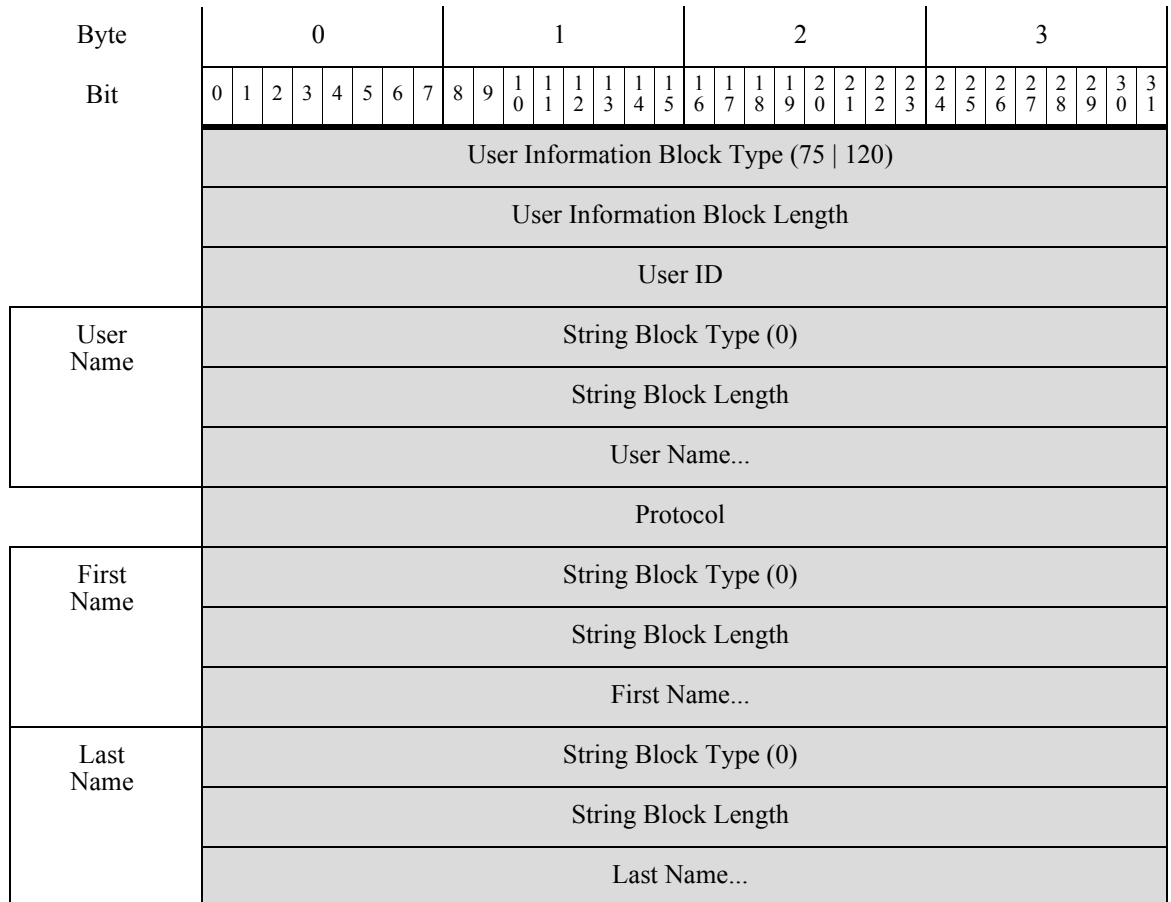 Byte 0 1 2 3
Bit 0 1 2 3 4 5 6 7 8 9 10 11 12 13 14 15 16 17 18 19 20 21 22 23 24 25 26 27 28 29 30 31
User Information Block Type (75 | 120)
User Information Block Length
User ID
User
Name
String Block Type (0)
String Block Length
User Name...
Protocol
First
Name
String Block Type (0)
String Block Length
First Name...
Last
Name
String Block Type (0)
String Block Length
Last Name...